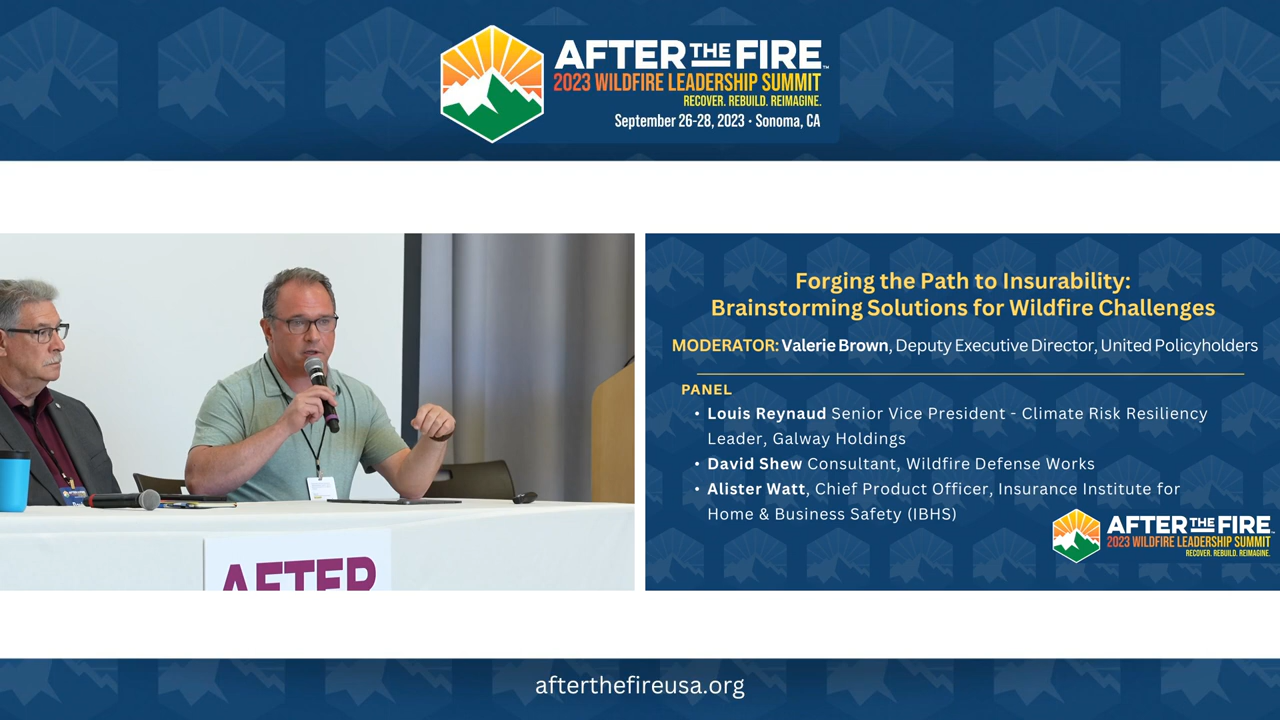 AFTER THE FIRE™
2023 WILDFIRE LEADERSHIP SUMMIT
RECOVER. REBUILD. REIMAGINE.
September 26-28, 2023 • Sonoma, CA
AFTER
Forging the Path to Insurability:
Brainstorming Solutions for Wildfire Challenges
MODERATOR: Valerie Brown, Deputy Executive Director, United Policyholders
PANEL
• Louis Reynaud Senior Vice President - Climate Risk Resiliency
Leader, Galway Holdings
• David Shew Consultant, Wildfire Defense Works
• Alister Watt, Chief Product Officer, Insurance Institute for
Home & Business Safety (IBHS)
AFTER THE FIRE™
2023 WILDFIRE LEADERSHIP SUMMIT
RECOVER. REBUILD. REIMAGINE.
afterthefireusa.org